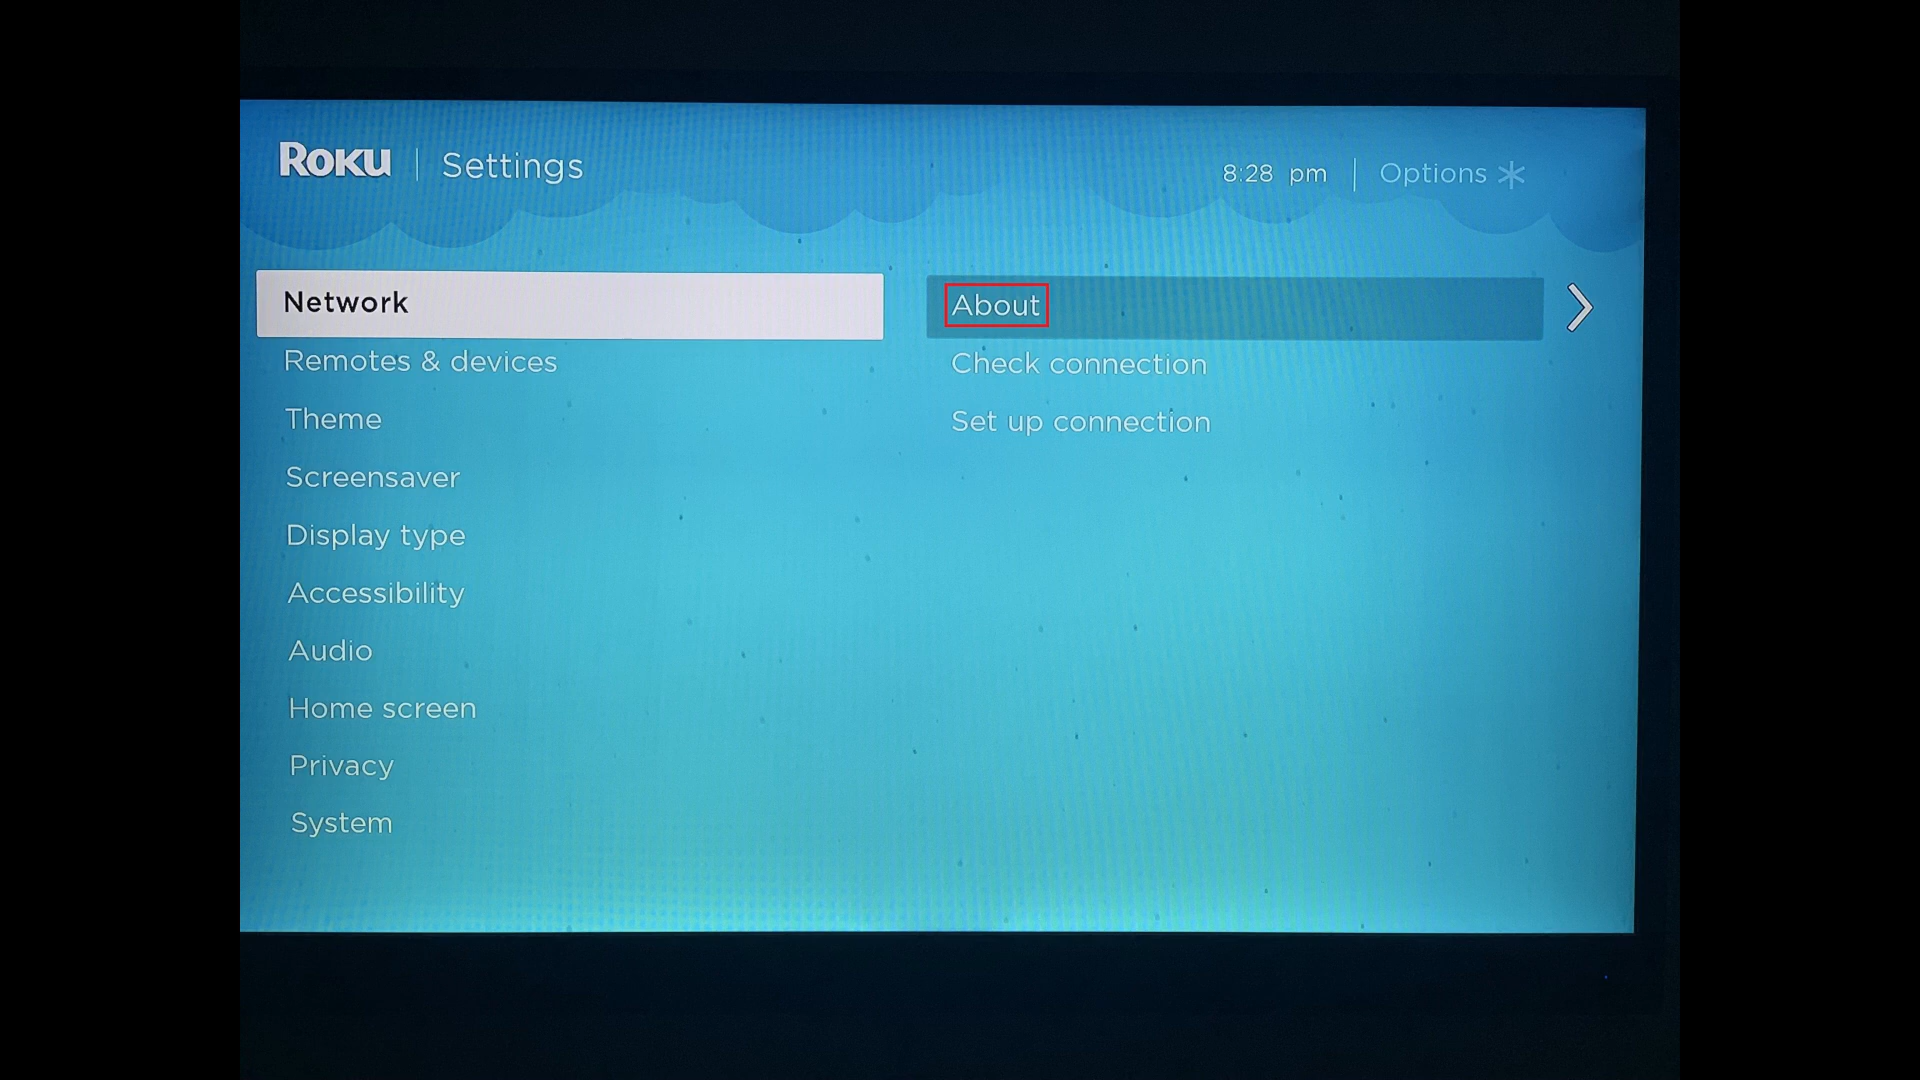 Roku | Settings
8:28 pm | Options *
Network
Remotes & devices
Theme
Screensaver
Display type
Accessibility
Audio
Home screen
Privacy
System
About
Check connection
Set up connection